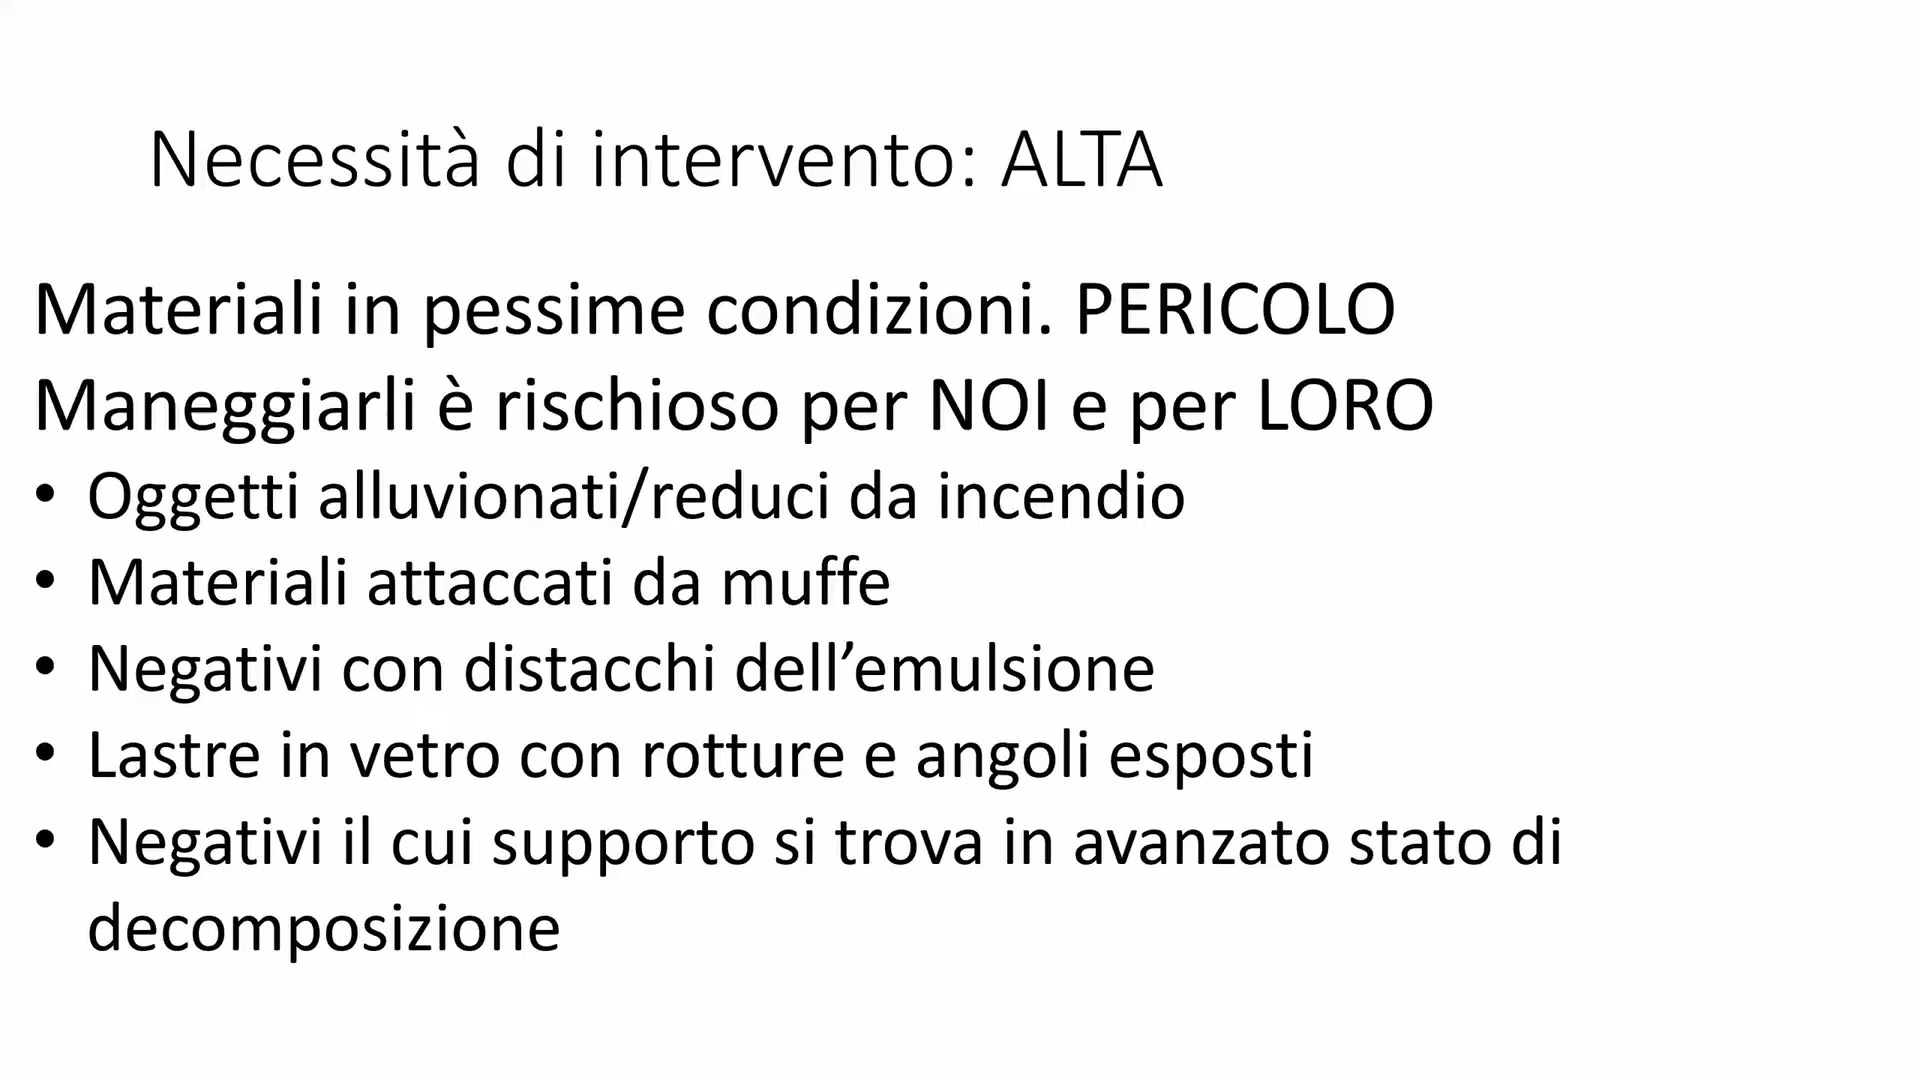 Necessità di intervento: ALTA
Materiali in pessime condizioni. PERICOLO
Maneggiarli è rischioso per NOI e per LORO
• Oggetti alluvionati/reduci da incendio
• Materiali attaccati da muffe
• Negativi con distacchi dell’emulsione
• Lastre in vetro con rotture e angoli esposti
• Negativi il cui supporto si trova in avanzato stato di
decomposizione